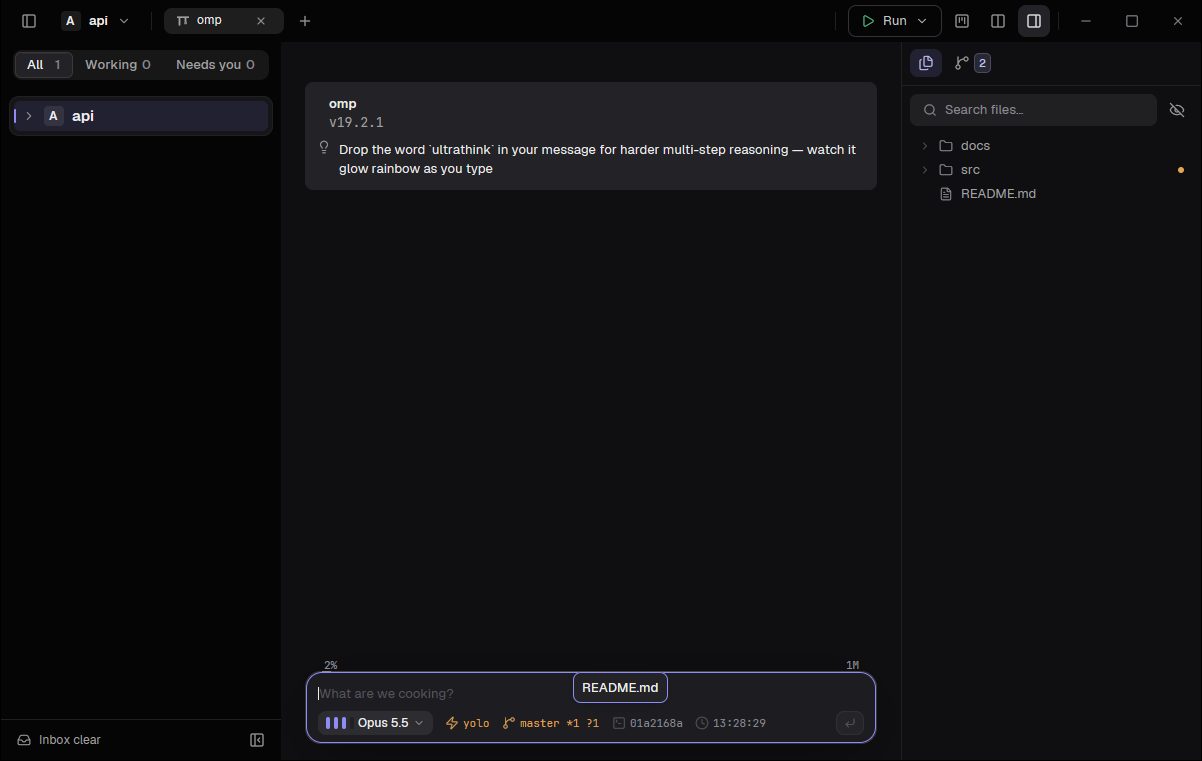 A api
omp
Run
All 1
Working 0
Needs you 0
2
A api
omp
v19.2.1
Drop the word `ultrathink` in your message for harder multi-step reasoning — watch it
glow rainbow as you type
Search files…
docs
src
README.md
2%
1M
What are we cooking?
README.md
Opus 5.5
yolo
master *1 ?1
01a2168a
13:28:29
Inbox clear